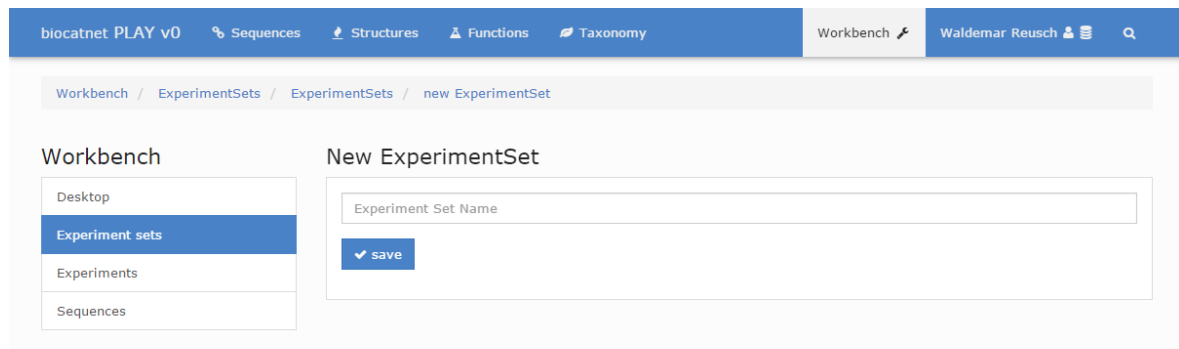 biocatnet PLAY v0 Sequences Structures Functions Taxonomy Workbench Waldemar Reusch
Workbench / ExperimentSets / ExperimentSets / new ExperimentSet
Workbench
Desktop
Experiment sets
Experiments
Sequences
New ExperimentSet
Experiment Set Name
save